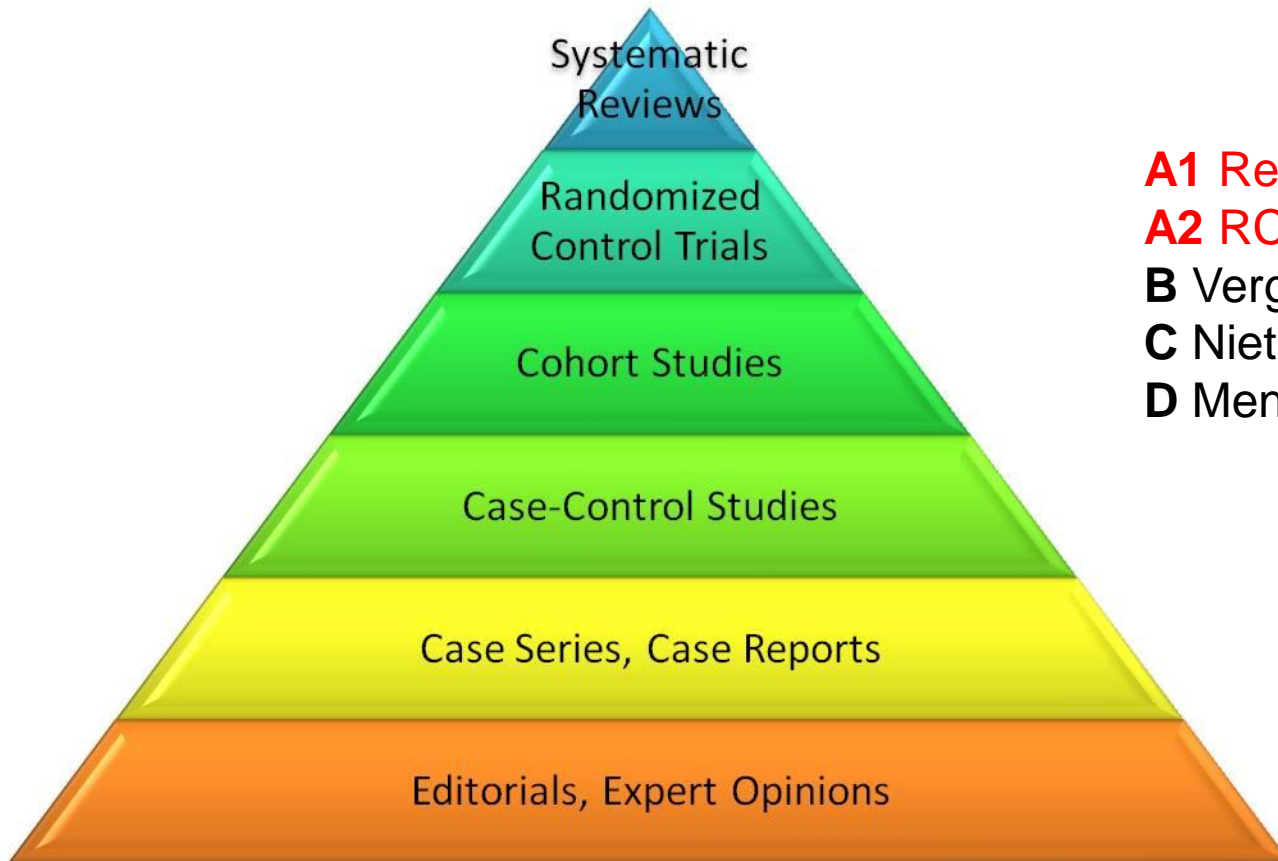 Systematic
Reviews
Randomized
Control Trials
Cohort Studies
Case-Control Studies
Case Series, Case Reports
Editorials, Expert Opinions
A1
A2
B
C Niet
D